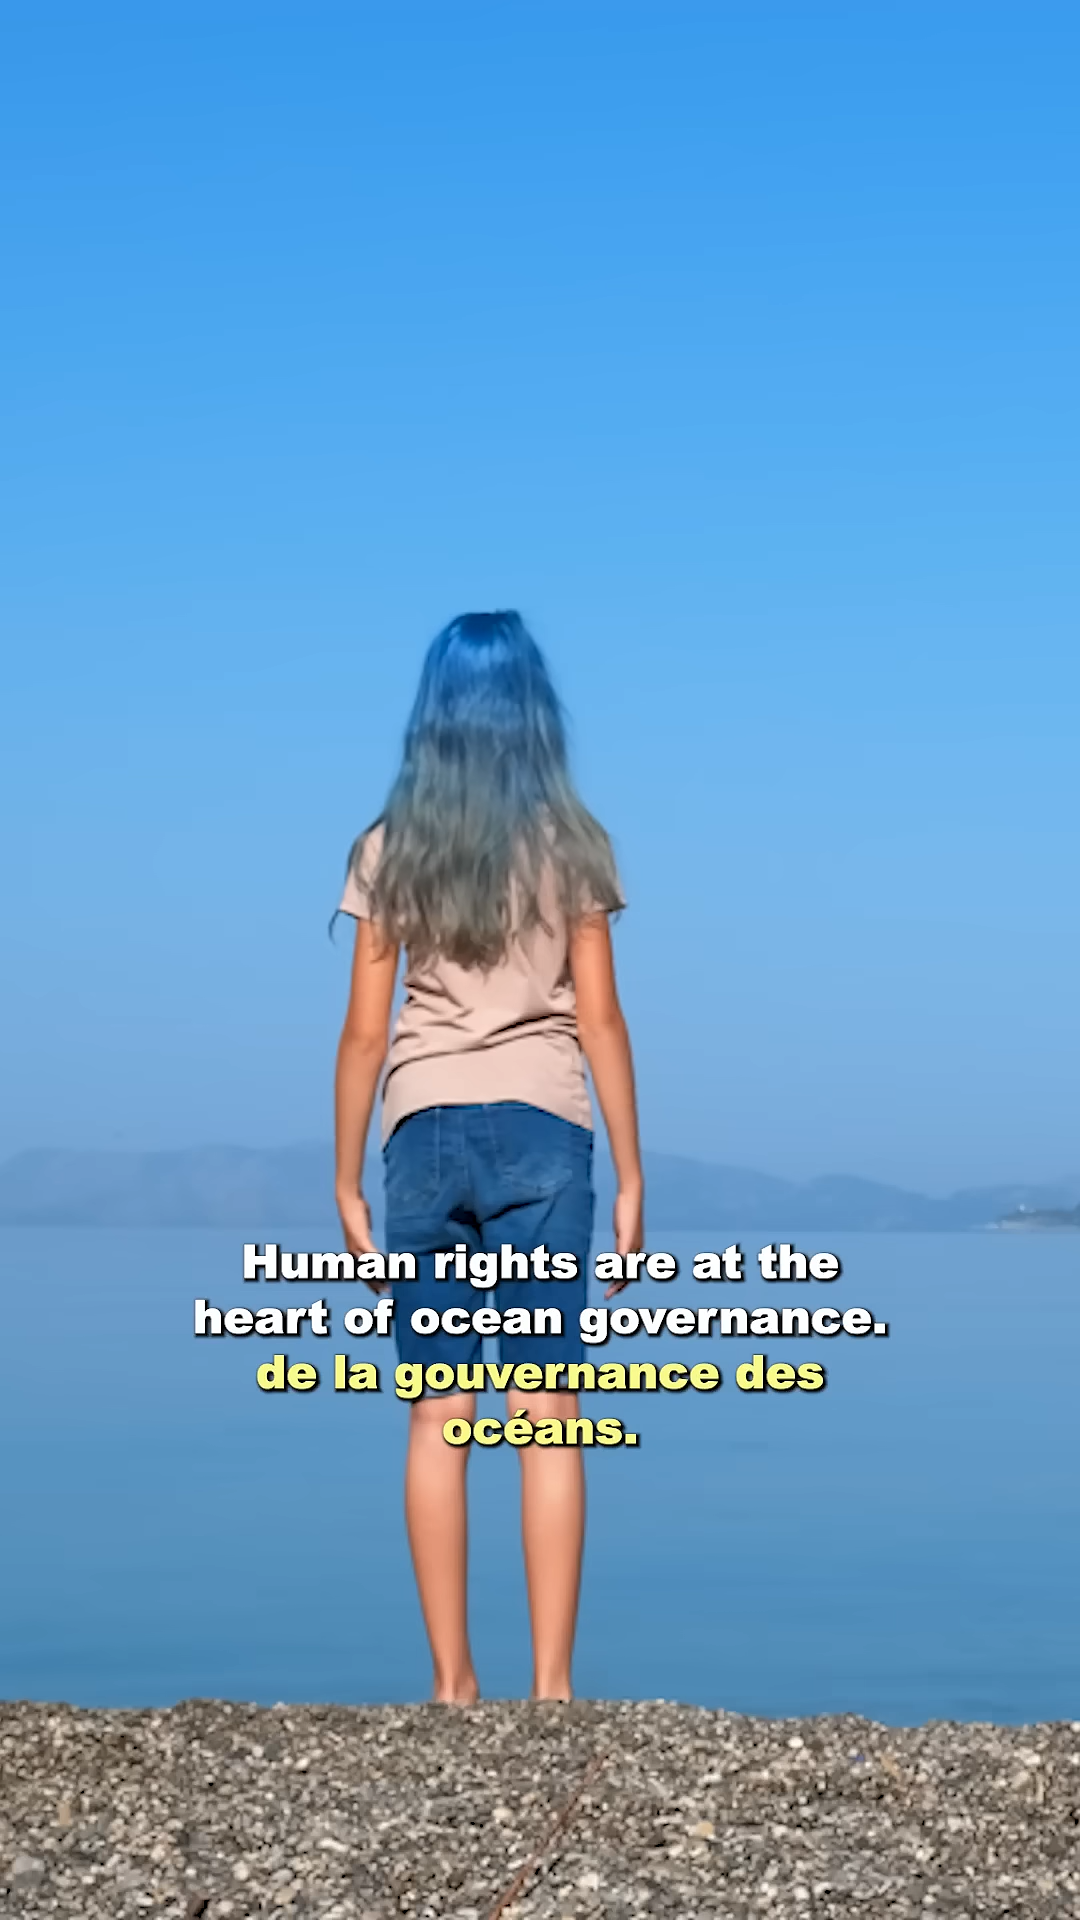 Human rights are at the
heart of ocean governance.
de la gouvernance des
océans.